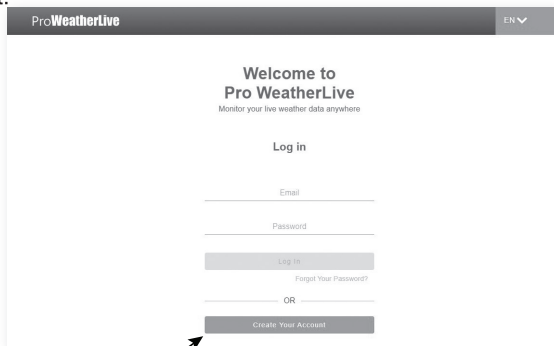 t.
ProWeatherLive
EN
Welcome to
Pro WeatherLive
Monitor your live weather data anywhere
Log in
Email
Password
Log In
Forgot Your Password?
OR
Create Your Account